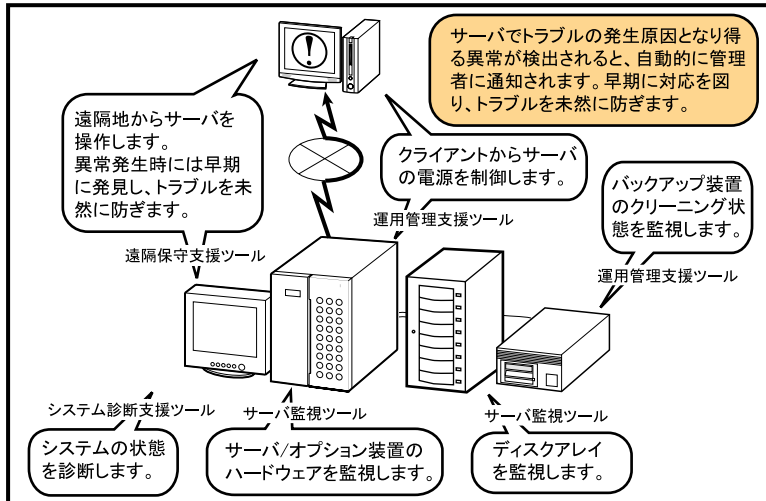 サーバでトラブルの発生原因となり得
る異常が検出されると、自動的に管理
者に通知されます。早期に対応を図
り、トラブルを未然に防ぎます。
遠隔地からサーバを
操作します。
異常発生時には早期
に発見し、トラブルを未
然に防ぎます。
遠隔保守支援ツール
クライアントからサーバ
の電源を制御します。
運用管理支援ツール
バックアップ装置
のクリーニング状
態を監視します。
運用管理支援ツール
システム診断支援ツール
システムの状態
を診断します。
サーバ監視ツール
サーバ/オプション装置の
ハードウェアを監視します。
サーバ監視ツール
ディスクアレイ
を監視します。